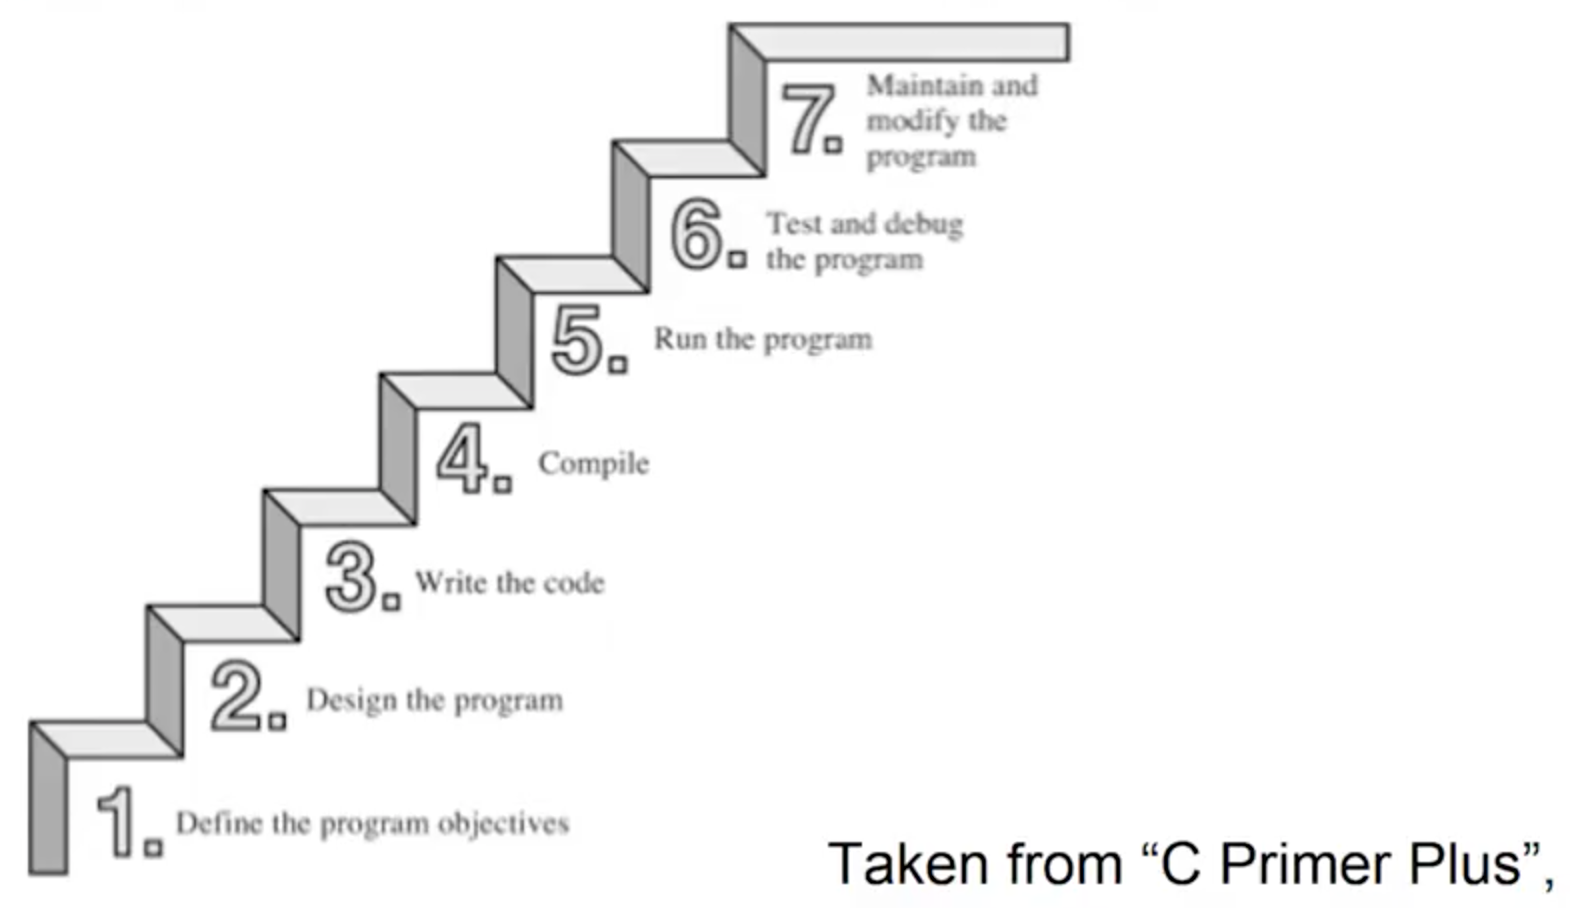 7. Maintain and
modify the
program
6. Test and debug
the program
5. Run the program
4. Compile
3. Write the code
2. Design the program
1. Define the program objectives
Taken from “C Primer Plus”,